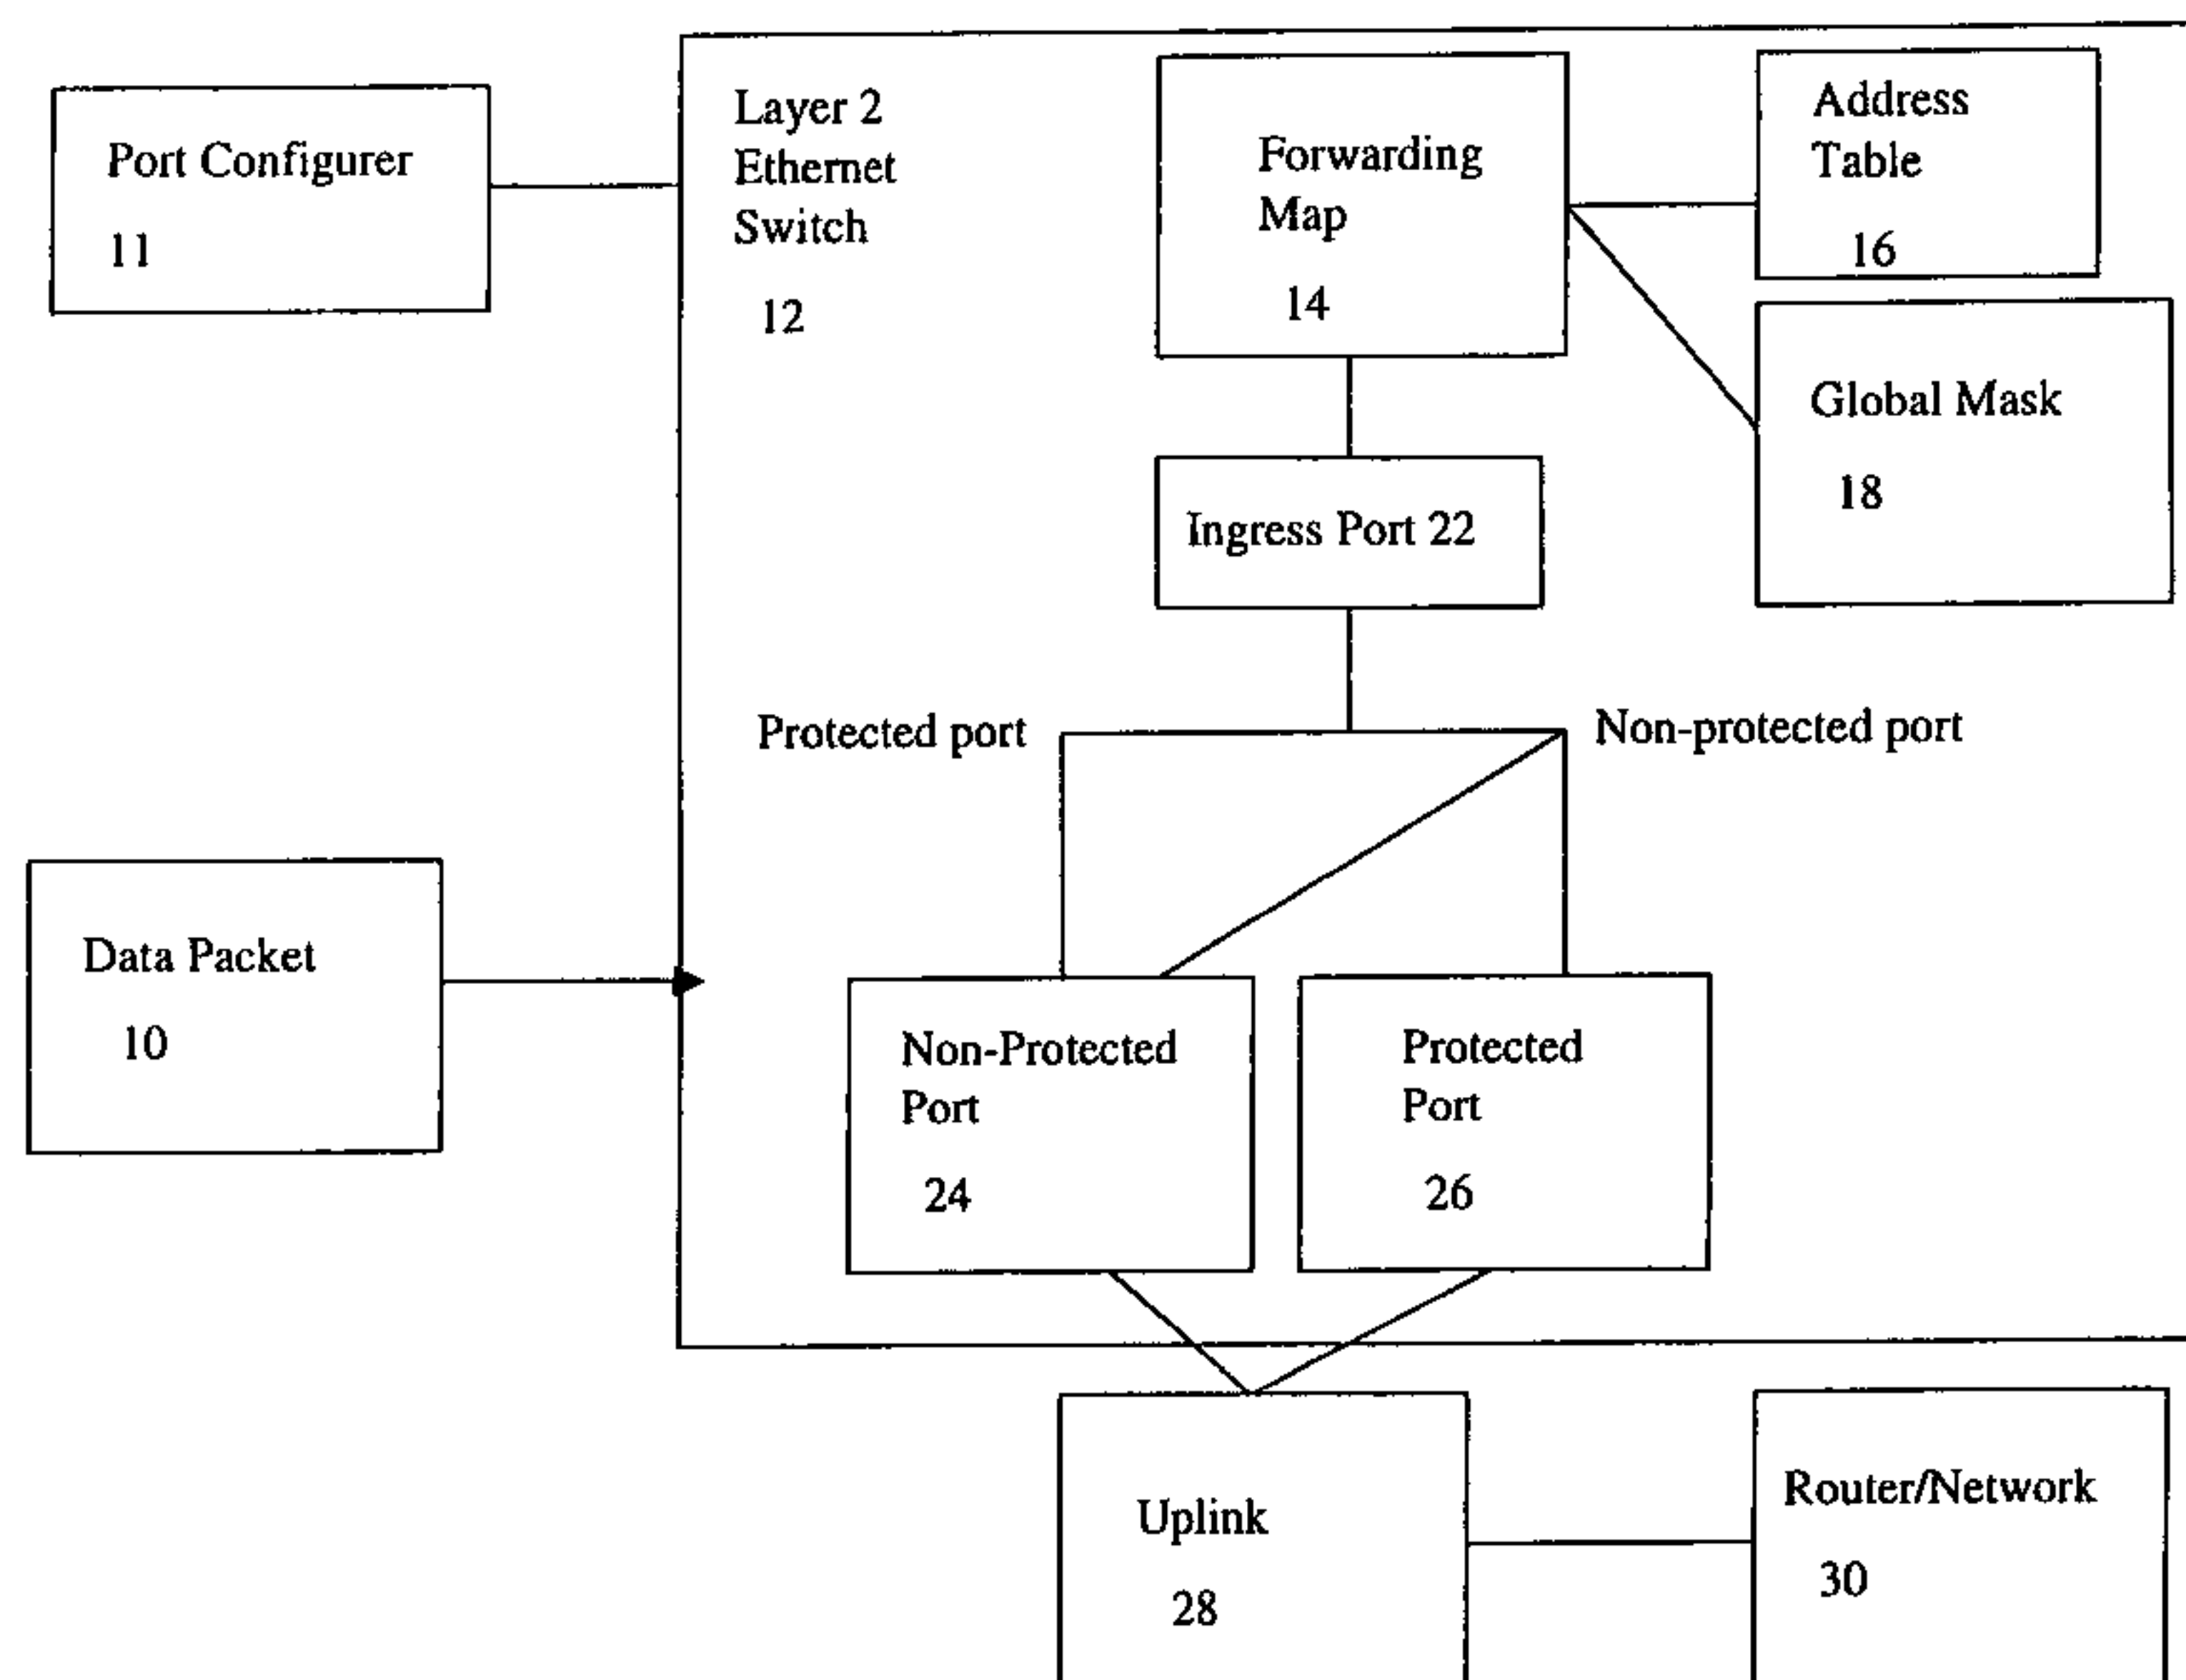 Port Configurer
11
Layer 2
Ethernet
Switch
12
Forwarding
Map
14
Address
Table
16
Global Mask
18
Ingress Port 22
Protected port
Non-protected port
Data Packet
10
Non-Protected
Port
24
Protected
Port
26
Uplink
28
Router/Network
30